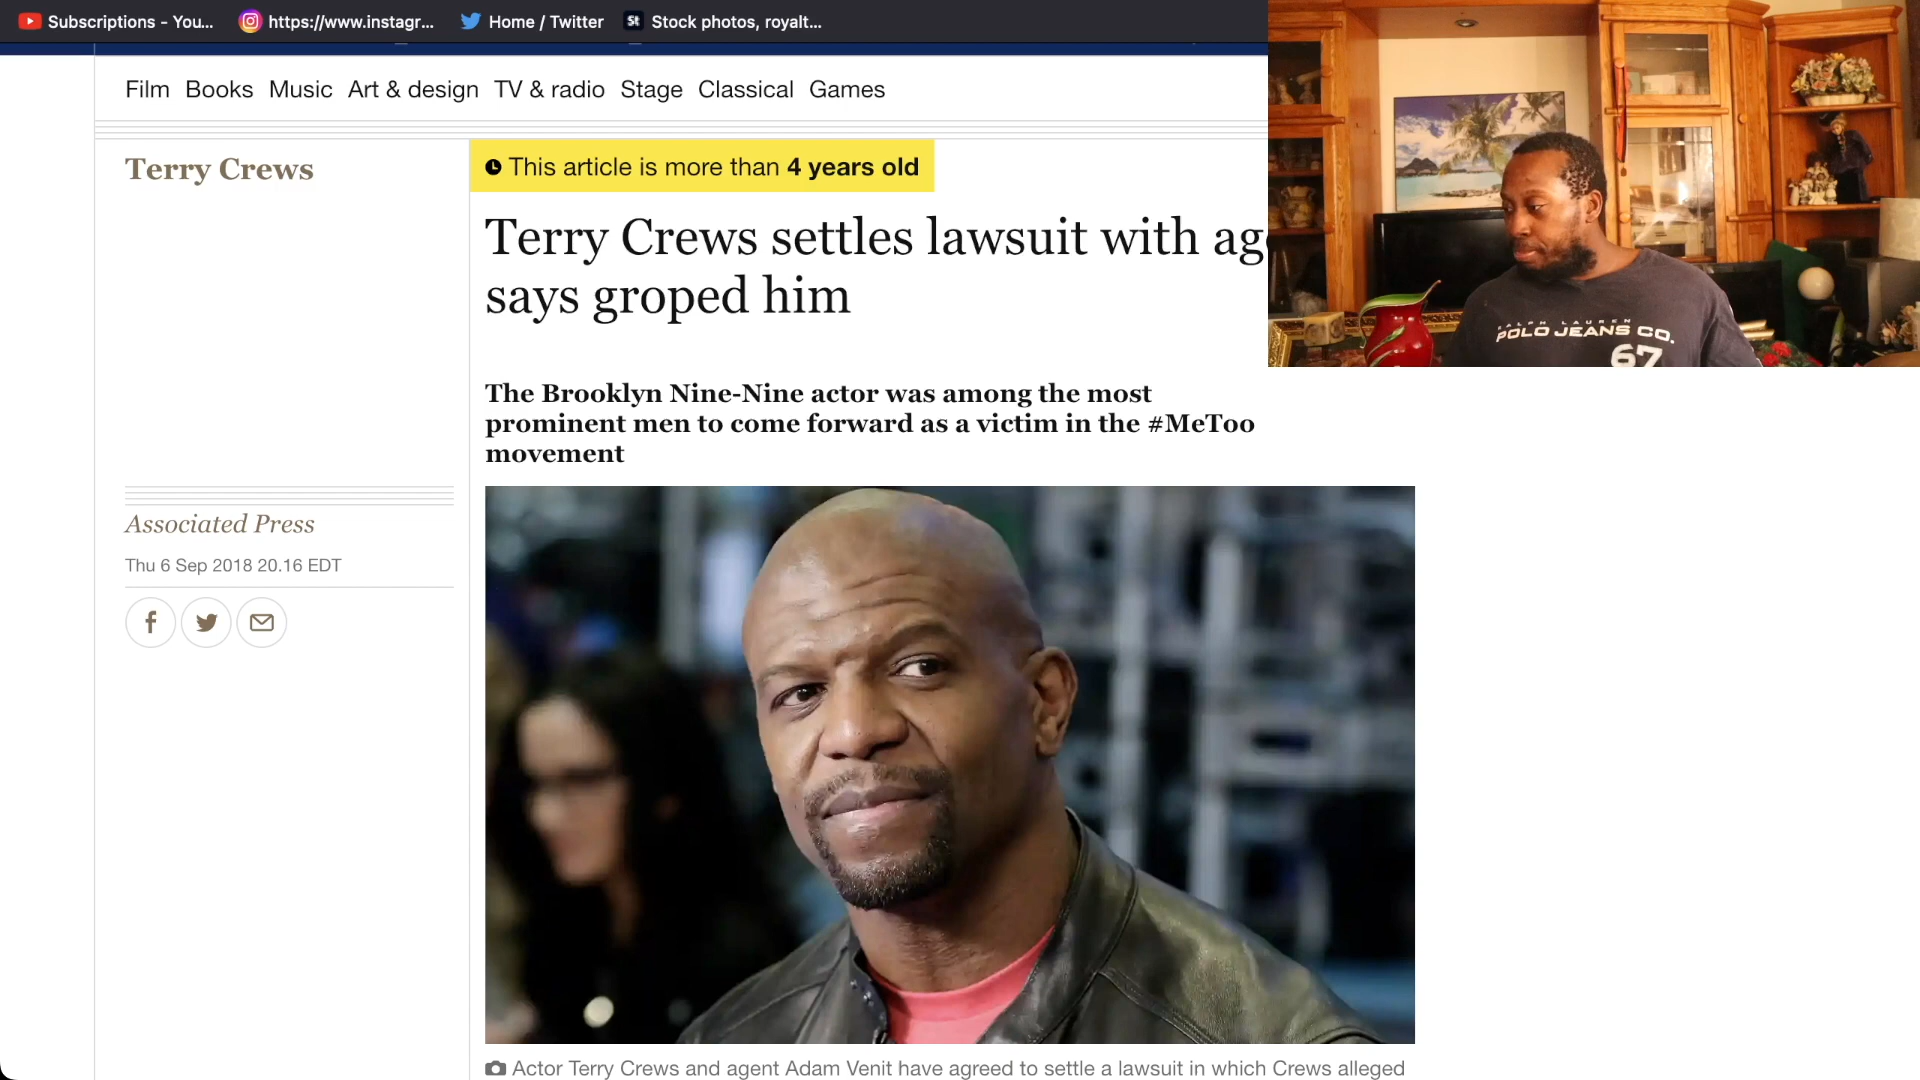 Subscriptions - You...
https://www.instagr...
Home / Twitter
St
Stock photos, royalt...
Film Books Music Art & design TV & radio Stage Classical Games
Terry Crews
This article is more than 4 years old
Terry Crews settles lawsuit with age
says groped him
The Brooklyn Nine-Nine actor was among the most
prominent men to come forward as a victim in the #MeToo
movement
Associated Press
Thu 6 Sep 2018 20.16 EDT
Actor Terry Crews and agent Adam Venit have agreed to settle a lawsuit in which Crews alleged
RALPH LAUREN
POLO JEANS CO.
67